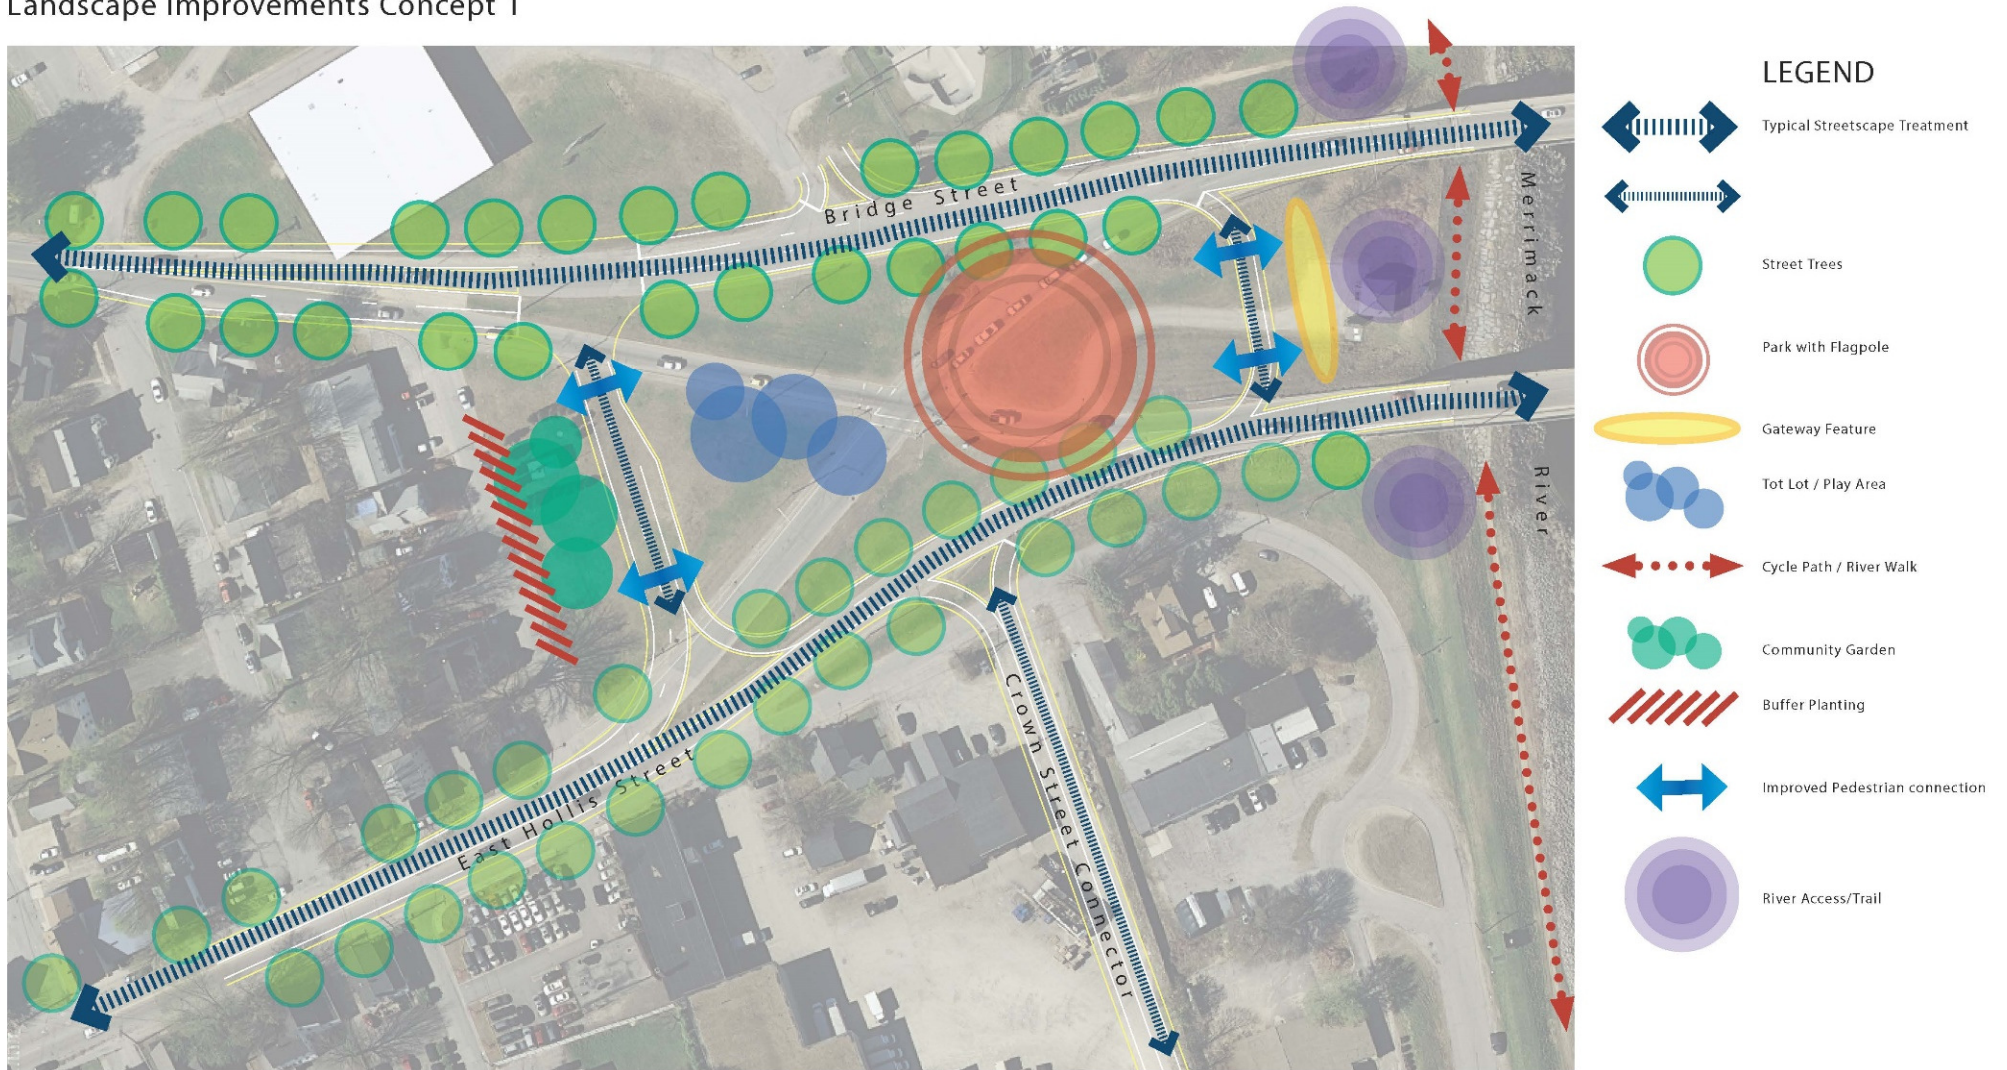 Landscape Improvements Concept 1
LEGEND
Typical Streetscape Treatment
Street Trees
Park with Flagpole
Gateway Feature
Tot Lot / Play Area
Cycle Path / River Walk
Community Garden
Buffer Planting
Improved Pedestrian connection
River Access/Trail
Bridge Street
Merrimack
River
East Hollis Street
Crown Street Connector